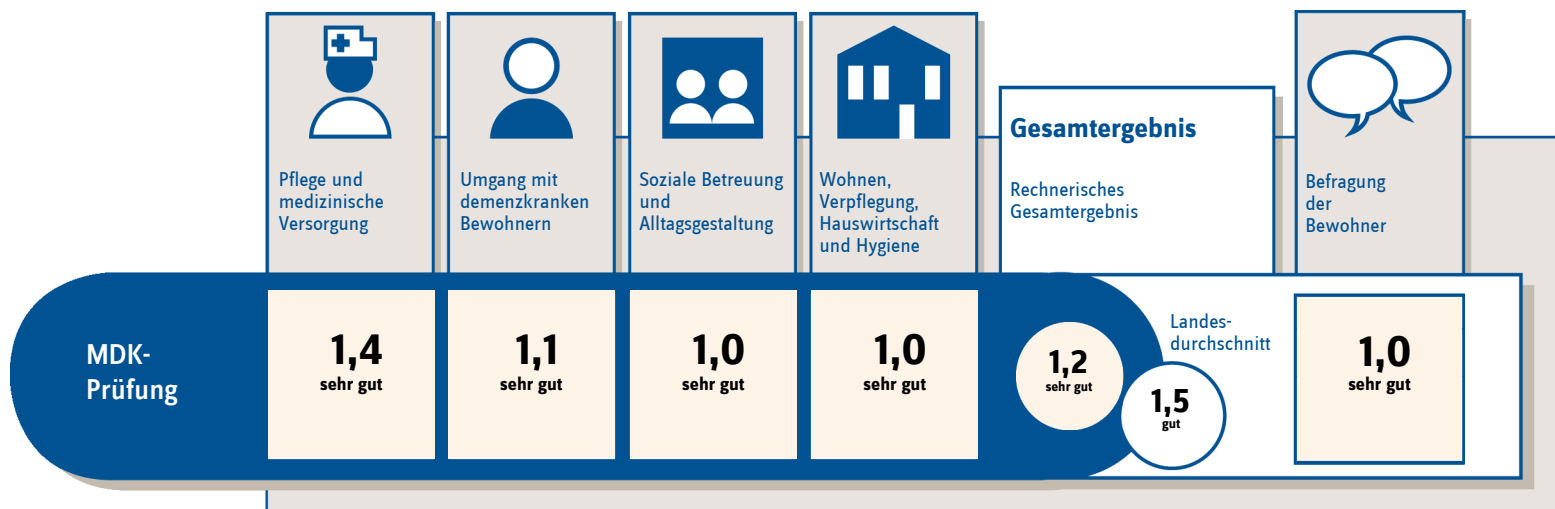 Pflege und
medizinische
Versorgung
Umgang mit
demenzkranken
Bewohnern
Soziale Betreuung
und
Alltagsgestaltung
Wohnen,
Verpflegung,
Hauswirtschaft
und Hygiene
Gesamtergebnis
Rechnerisches
Gesamtergebnis
Befragung
der
Bewohner
MDK-
Prüfung
1,4
sehr gut
1,1
sehr gut
1,0
sehr gut
1,0
sehr gut
1,2
sehr gut
Landes-
durchschnitt
1,5
gut
1,0
sehr gut